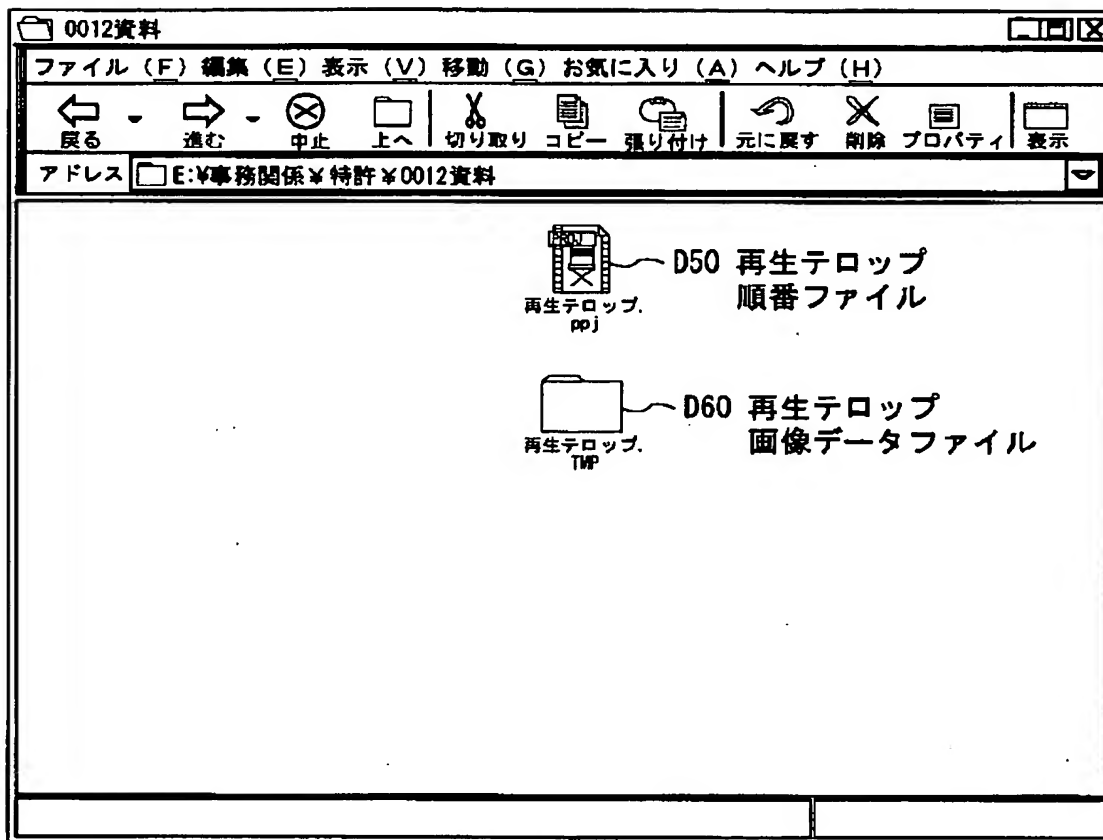 0012資料
ファイル（F）編集（E）表示（V）移動（G）お気に入り（A）ヘルプ（H）
戻る 進む 中止 上へ 切り取り コピー 張り付け 元に戻す 削除 プロパティ 表示
アドレス E:¥事務関係¥特許¥0012資料
PROJ
D50 再生テロップ
順番ファイル
再生テロップ.
ppj
D60 再生テロップ
画像データファイル
再生テロップ.
TMP